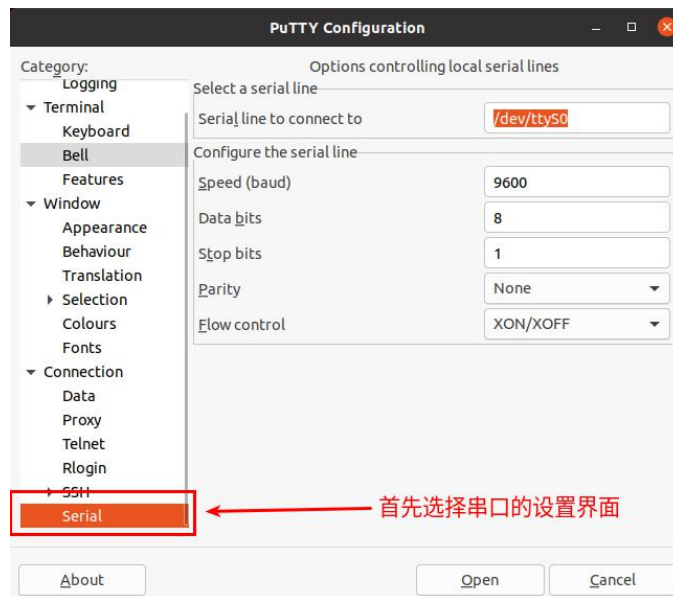 PuTTY Configuration
Category:
Logging
Terminal
Keyboard
Bell
Features
Window
Appearance
Behaviour
Translation
Selection
Colours
Fonts
Connection
Data
Proxy
Telnet
Rlogin
SSH
Serial
Options controlling local serial lines
Select a serial line
Serial line to connect to /dev/ttyS0
Configure the serial line
Speed (baud) 9600
Data bits 8
Stop bits 1
Parity None
Flow control XON/XOFF
首先选择串口的设置界面
About Open Cancel